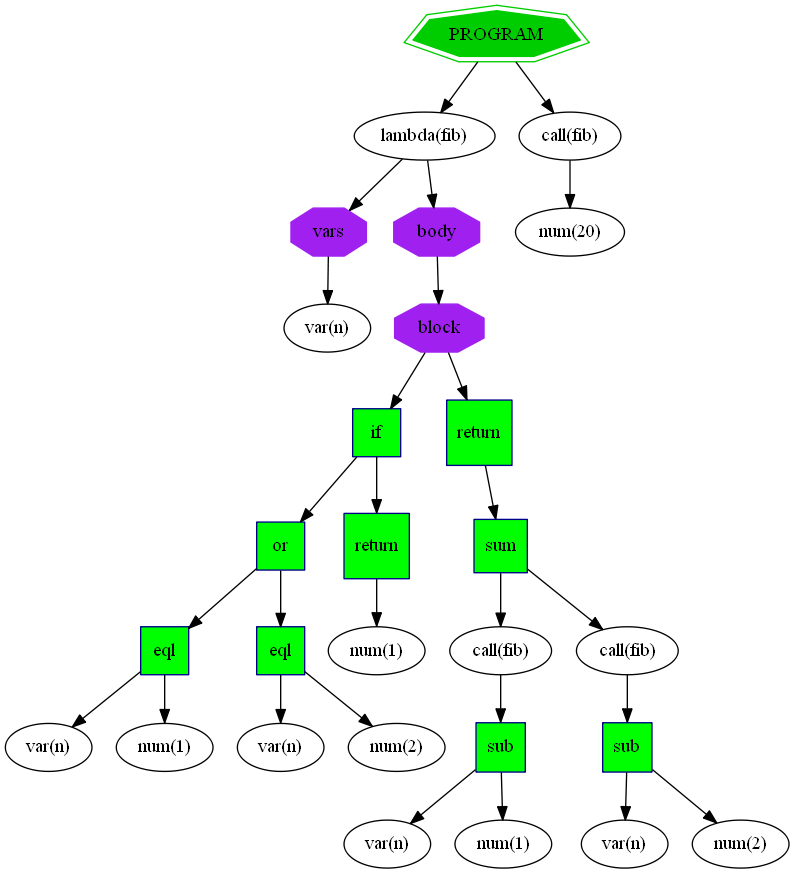 PROGRAM
lambda(fib)
call(fib)
vars
body
num(20)
var(n)
block
if
return
or
return
sum
eql
eql
num(1)
call(fib)
call(fib)
var(n)
num(1)
var(n)
num(2)
sub
sub
var(n)
num(1)
var(n)
num(2)